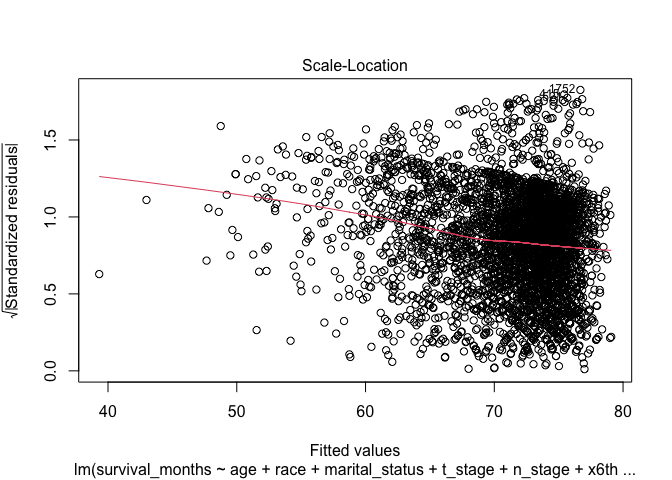 Scale-Location
1752
√|Standardized residuals|
0.0
0.5
1.0
1.5
40
50
60
70
80
Fitted values
lm(survival_months ~ age + race + marital_status + t_stage + n_stage + x6th ...